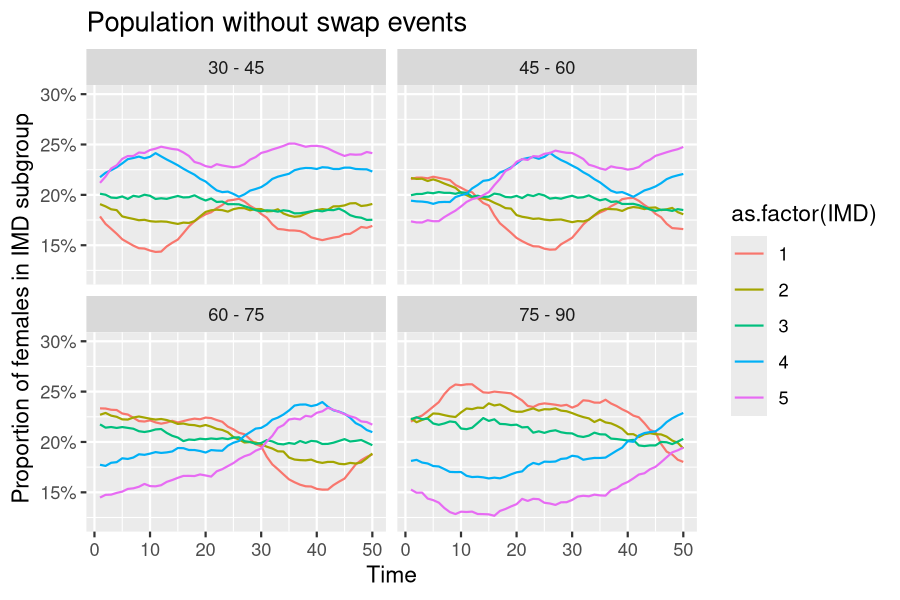 Population without swap events
30 - 45
45 - 60
30%
25%
20%
15%
60 - 75
75 - 90
30%
25%
20%
15%
0 10 20 30 40 50
0 10 20 30 40 50
Time
Proportion of females in IMD subgroup
as.factor(IMD)
1
2
3
4
5